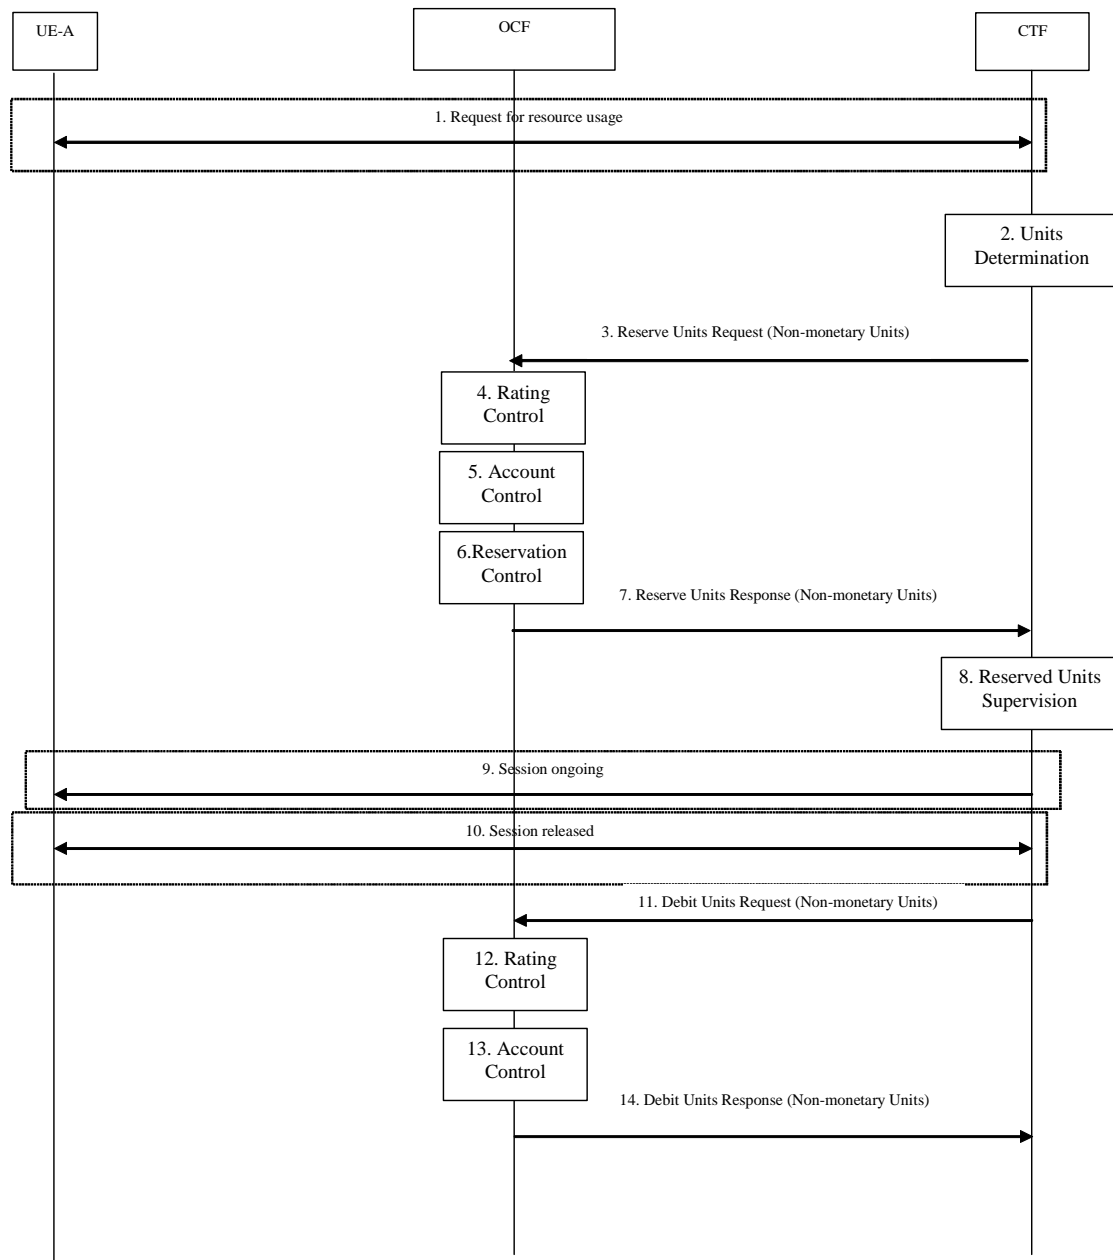 UE-A
OCF
CTF
1. Request for resource usage
2. Units
Determination
3. Reserve Units Request (Non-monetary Units)
4. Rating
Control
5. Account
Control
6.Reservation
Control
7. Reserve Units Response (Non-monetary Units)
8. Reserved Units
Supervision
9. Session ongoing
10. Session released
11. Debit Units Request (Non-monetary Units)
12. Rating
Control
13. Account
Control
14. Debit Units Response (Non-monetary Units)